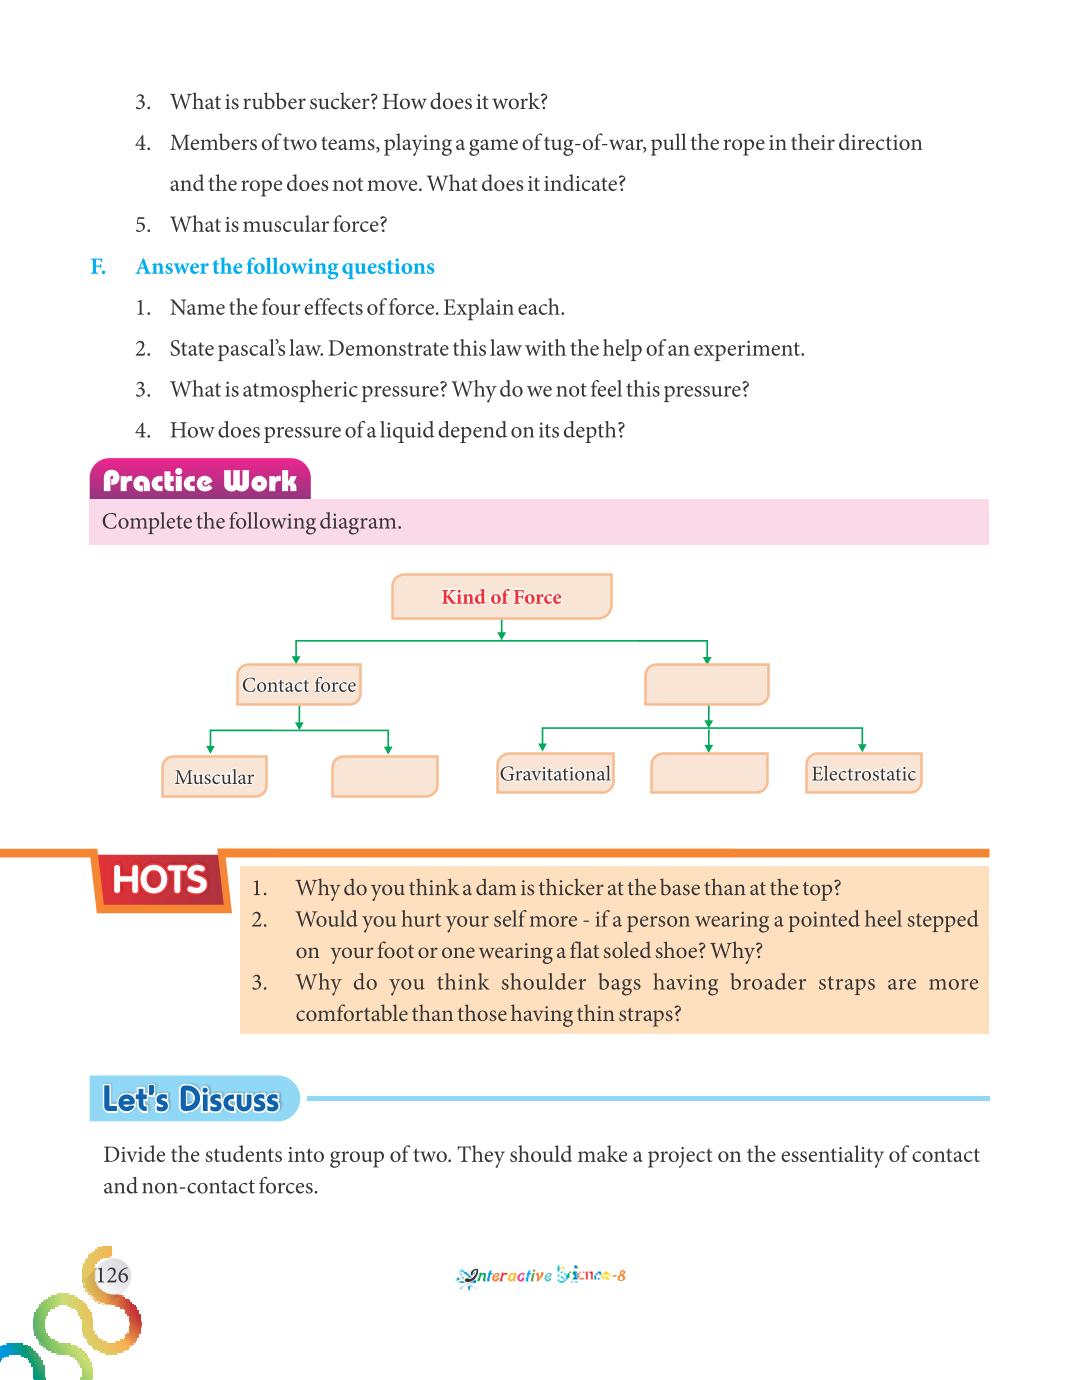 3. What is rubber sucker? How does it work?
4. Members of two teams, playing a game of tug-of-war, pull the rope in their direction
and the rope does not move. What does it indicate?
5. What is muscular force?
F. Answer the following questions
1. Name the four effects of force. Explain each.
2. State pascal's law. Demonstrate this law with the help of an experiment.
3. What is atmospheric pressure? Why do we not feel this pressure?
4. How does pressure of a liquid depend on its depth?
Practice Work
Complete the following diagram.
Kind of Force
Contact force
Muscular
Gravitational
Electrostatic
HOTS
1. Why do you think a dam is thicker at the base than at the top?
2. Would you hurt your self more - if a person wearing a pointed heel stepped
on your foot or one wearing a flat soled shoe? Why?
3. Why do you think shoulder bags having broader straps are more
comfortable than those having thin straps?
Let's Discuss
Divide the students into group of two. They should make a project on the essentiality of contact
and non-contact forces.
126
Interactive Science-8